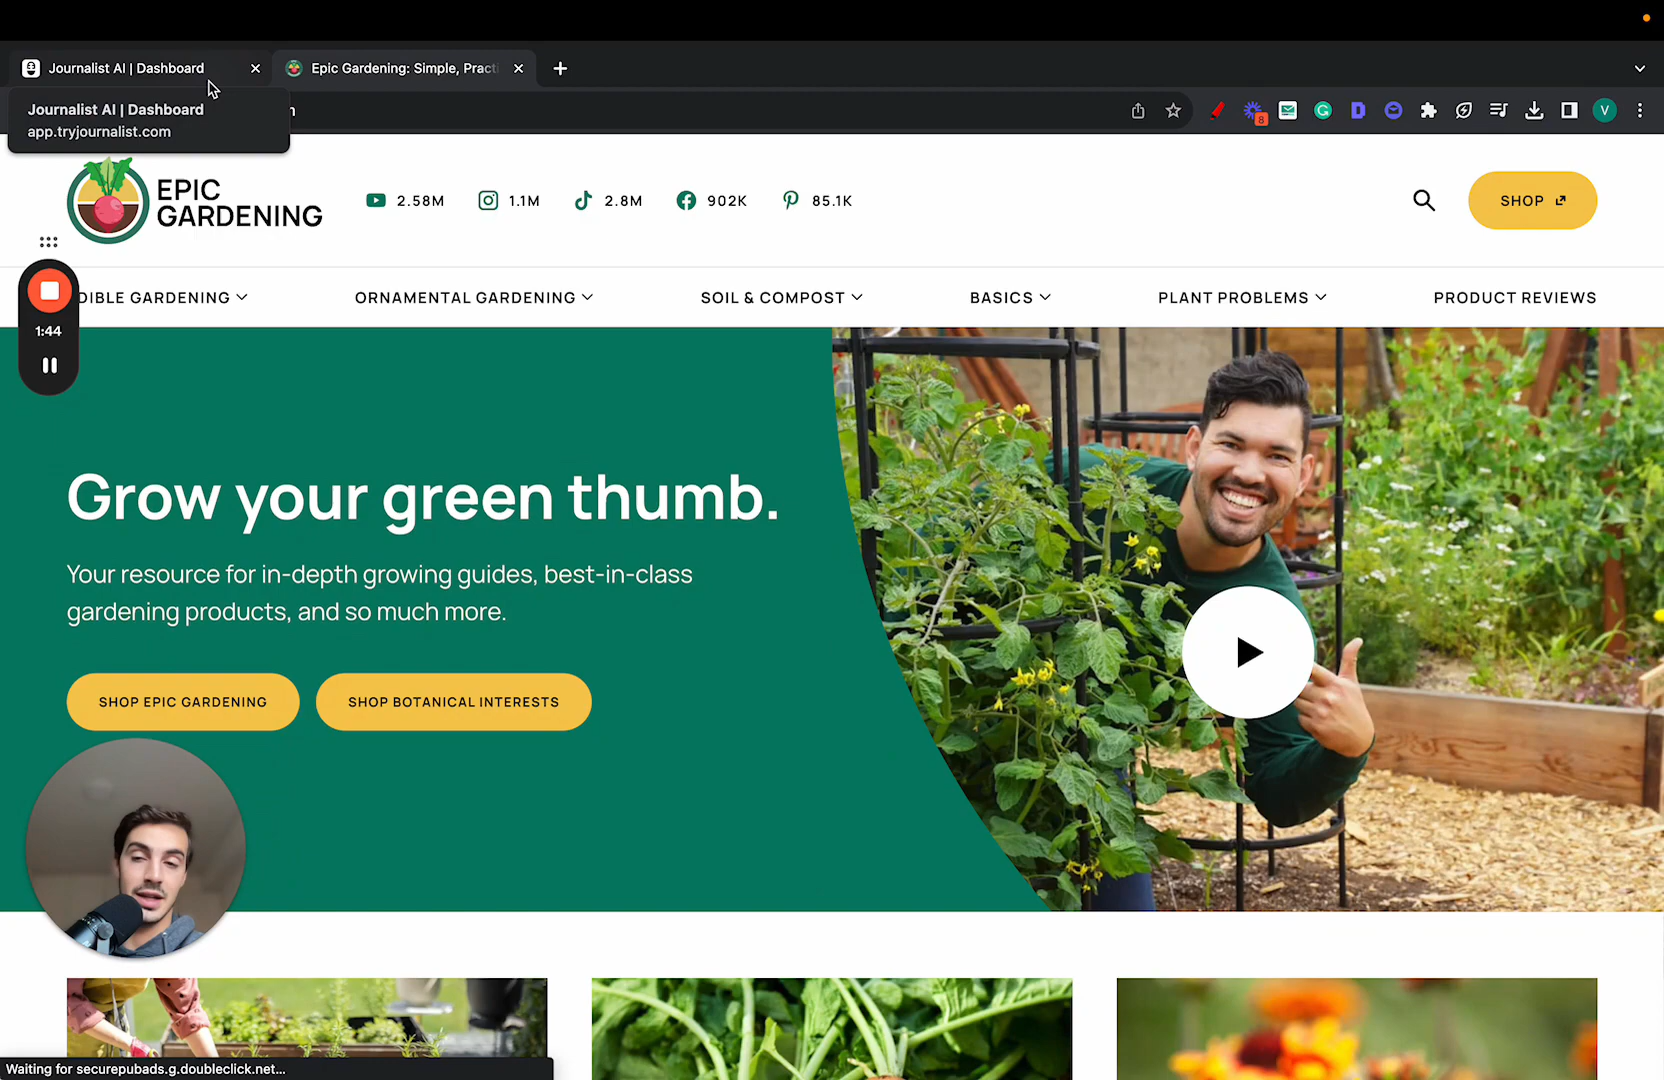 Journalist AI | Dashboard
Epic Gardening: Simple, Practi
Journalist AI | Dashboard
app.tryjournalist.com
8
V
EPIC
GARDENING
2.58M
1.1M
2.8M
902K
85.1K
SHOP
DIBLE GARDENING
ORNAMENTAL GARDENING
SOIL & COMPOST
BASICS
PLANT PROBLEMS
PRODUCT REVIEWS
1:44
Grow your green thumb.
Your resource for in-depth growing guides, best-in-class
gardening products, and so much more.
SHOP EPIC GARDENING
SHOP BOTANICAL INTERESTS
Waiting for securepubads.g.doubleclick.net...